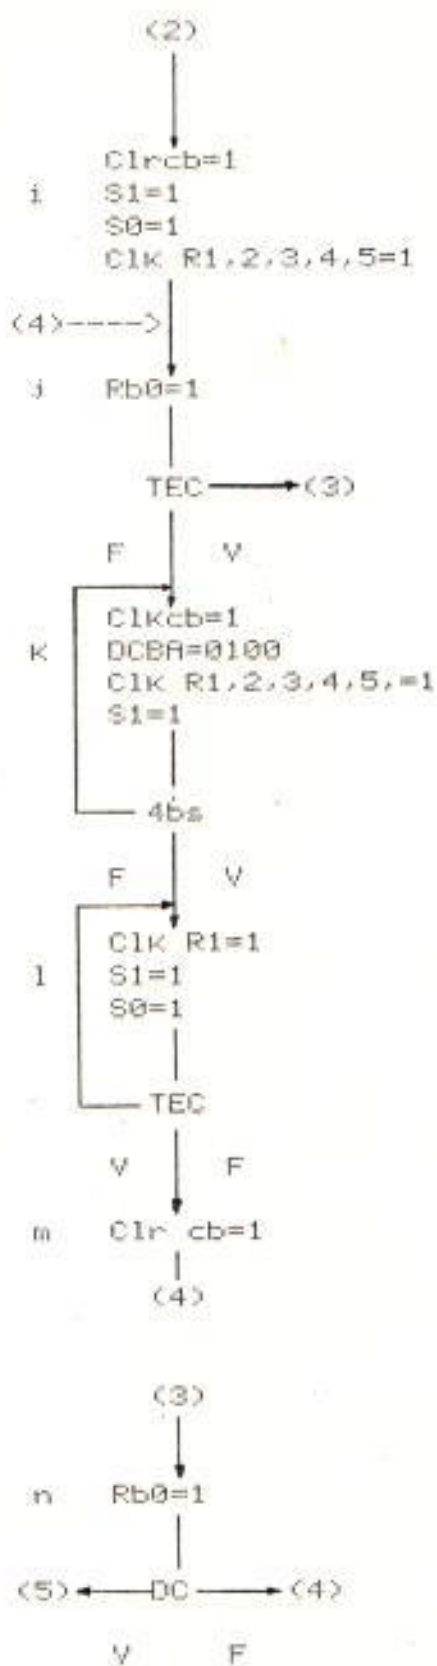 (2)
Clrcb=1
i S1=1
S0=1
Clk R1,2,3,4,5=1
(4)---->
j Rb0=1
TEC (3)
F V
Clkcb=1
DCBA=0100
K Clk R1,2,3,4,5,=1
S1=1
4bs
F V
Clk R1=1
l S1=1
S0=1
TEC
V F
m Clr cb=1
(4)
(3)
n Rb0=1
(5) DC (4)
V F